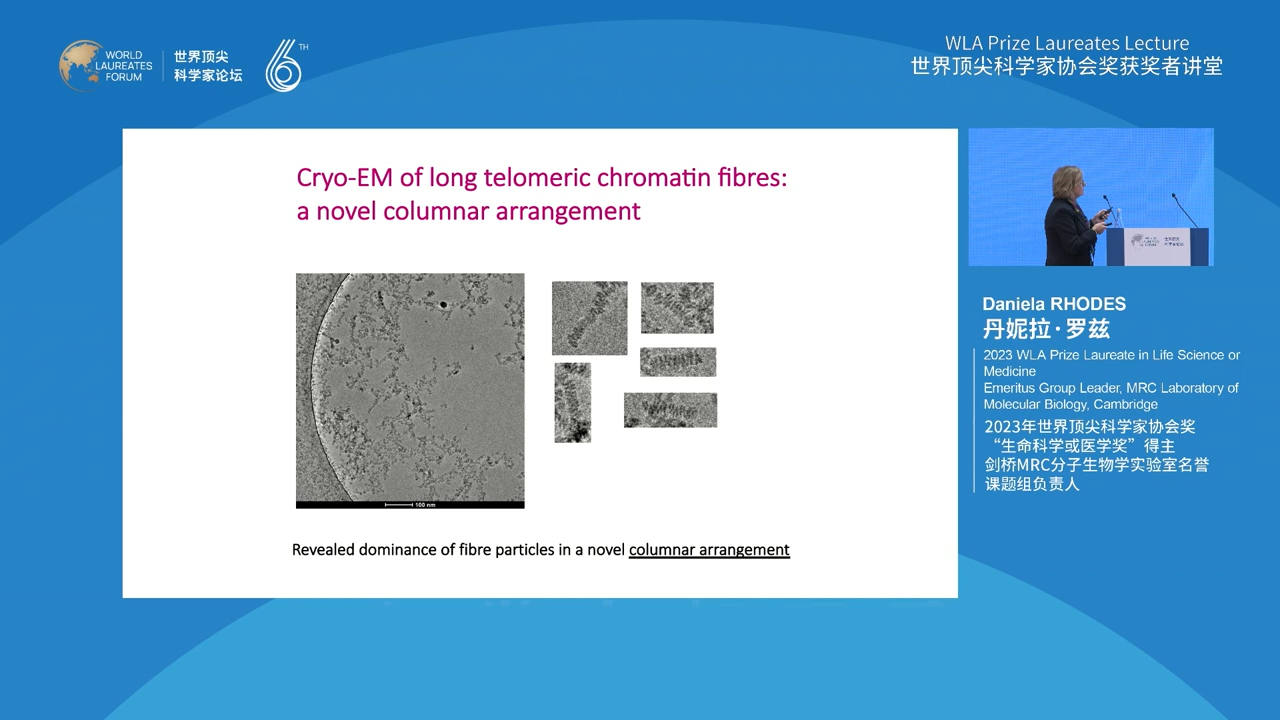 WORLD
LAUREATES
FORUM
世界顶尖
科学家论坛
6TH
WLA Prize Laureates Lecture
世界顶尖科学家协会奖获奖者讲堂
Cryo-EM of long telomeric chromatin fibres:
a novel columnar arrangement
100 nm
Revealed dominance of fibre particles in a novel columnar arrangement
Daniela RHODES
丹妮拉·罗兹
2023 WLA Prize Laureate in Life Science or
Medicine
Emeritus Group Leader, MRC Laboratory of
Molecular Biology, Cambridge
2023年世界顶尖科学家协会奖
“生命科学或医学奖”得主
剑桥MRC分子生物学实验室名誉
课题组负责人